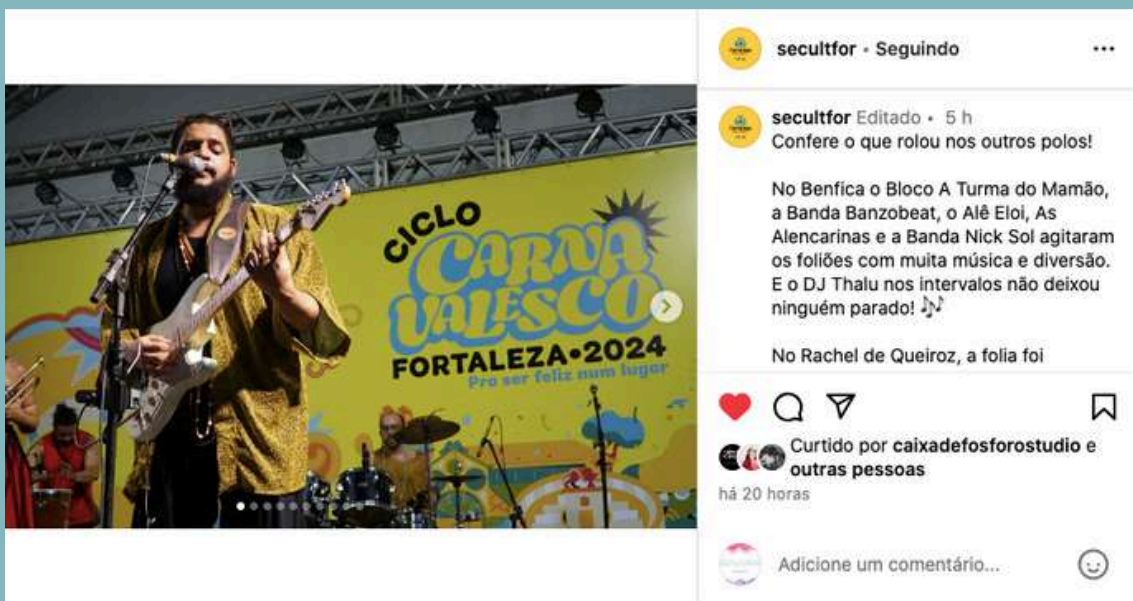 CICLO
CARNA
VALESCO
FORTALEZA•2024
Pra ser feliz num lugar
secultfor • Seguindo
secultfor Editado • 5 h
Confere o que rolou nos outros polos!
No Benfica o Bloco A Turma do Mamão,
a Banda Banzobeat, o Alê Eloi, As
Alencarinas e a Banda Nick Sol agitaram
os foliões com muita música e diversão.
E o DJ Thalu nos intervalos não deixou
ninguém parado! 🎶
No Rachel de Queiroz, a folia foi
Curtido por caixadefosforostudio e
outras pessoas
há 20 horas
Adicione um comentário...